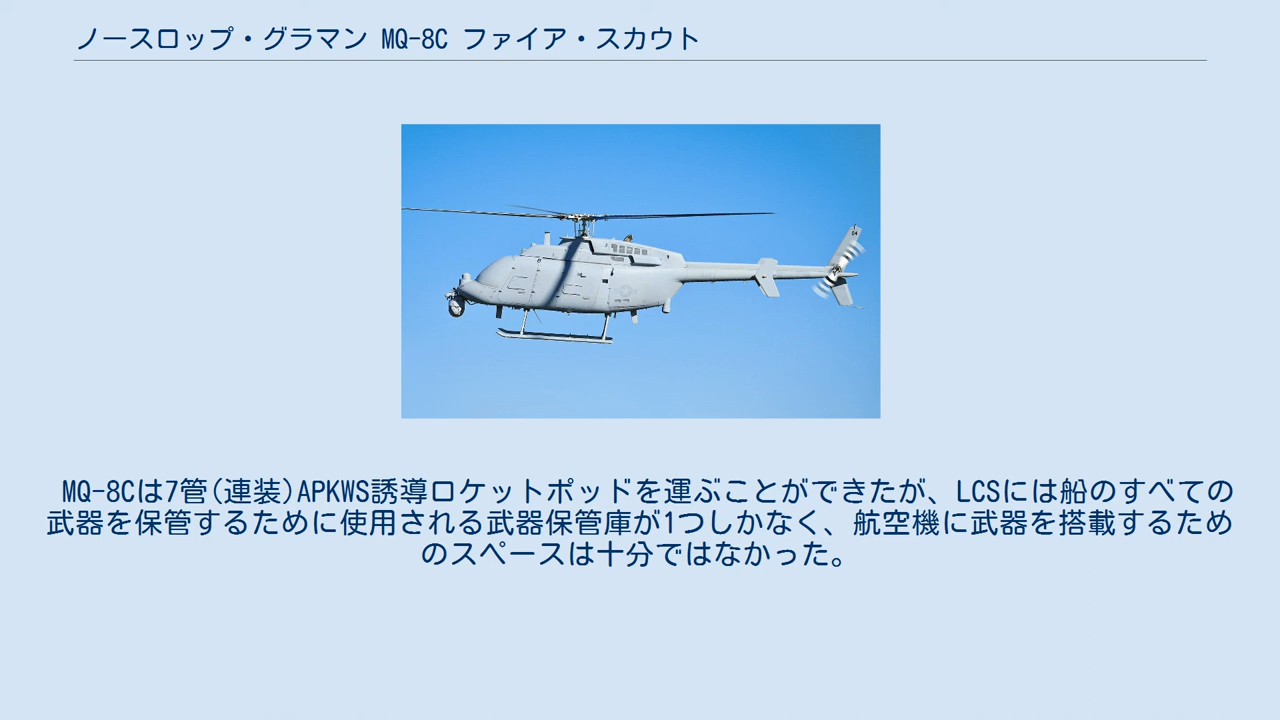 ノースロップ・グラマン MQ-8C ファイア・スカウト
MQ-8Cは7管(連装)APKWS誘導ロケットポッドを運ぶことができたが、LCSには船のすべての
武器を保管するために使用される武器保管庫が1つしかなく、航空機に武器を搭載するため
のスペースは十分ではなかった。